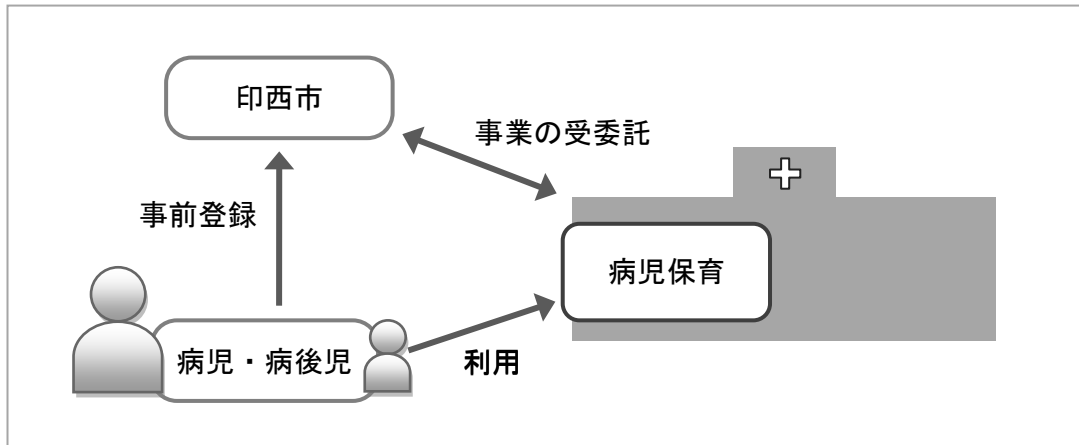 印西市
事業の受委託
事前登録
病児保育
病児・病後児
利用